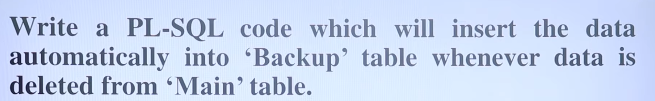 Write a PL-SQL code which will insert the data
automatically into ‘Backup’ table whenever data is
deleted from ‘Main’ table.